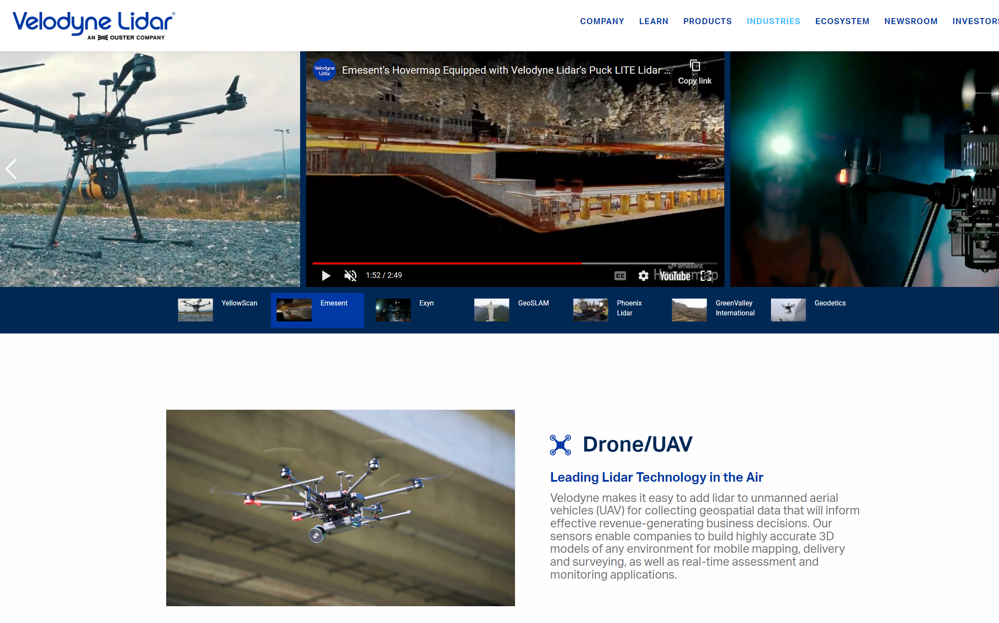 Velodyne Lidar®
AN OUSTER COMPANY
COMPANY LEARN PRODUCTS INDUSTRIES ECOSYSTEM NEWSROOM INVESTORS
Velodyne
Lidar
Emesent's Hovermap Equipped with Velodyne Lidar's Puck LITE Lidar ...
Copy link
emesent
Hovermap
1:52 / 2:49
CC
YouTube
MATRICE
YellowScan
Emesent
Exyn
GeoSLAM
Phoenix
Lidar
GreenValley
International
Geodetics
Drone/UAV
Leading Lidar Technology in the Air
Velodyne makes it easy to add lidar to unmanned aerial
vehicles (UAV) for collecting geospatial data that will inform
effective revenue-generating business decisions. Our
sensors enable companies to build highly accurate 3D
models of any environment for mobile mapping, delivery
and surveying, as well as real-time assessment and
monitoring applications.